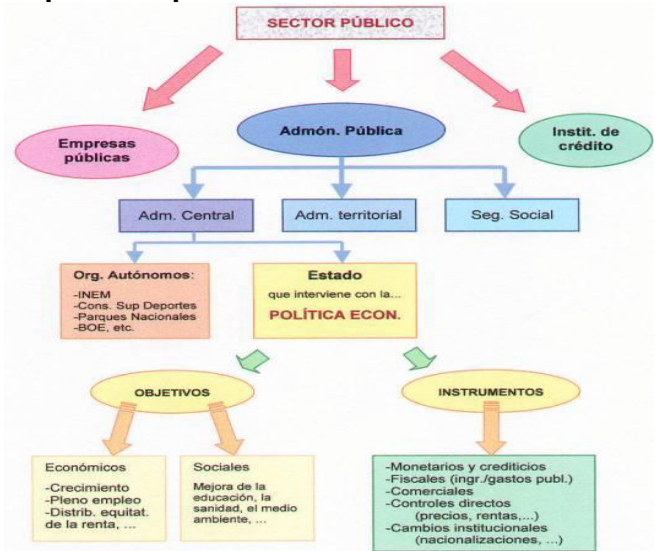 SECTOR PÚBLICO
Empresas
públicas
Admón. Pública
Instit. de
crédito
Adm. Central
Adm. territorial
Seg. Social
Org. Autónomos:
-INEM
-Cons. Sup Deportes
-Parques Nacionales
-BOE, etc.
Estado
que interviene con la...
POLÍTICA ECON.
OBJETIVOS
INSTRUMENTOS
Económicos
-Crecimiento
-Pleno empleo
-Distrib. equitat.
de la renta, ...
Sociales
Mejora de la
educación, la
sanidad, el medio
ambiente, ...
-Monetarios y crediticios
-Fiscales (ingr./gastos publ.)
-Comerciales
-Controles directos
(precios, rentas,...)
-Cambios institucionales
(nacionalizaciones, ...)